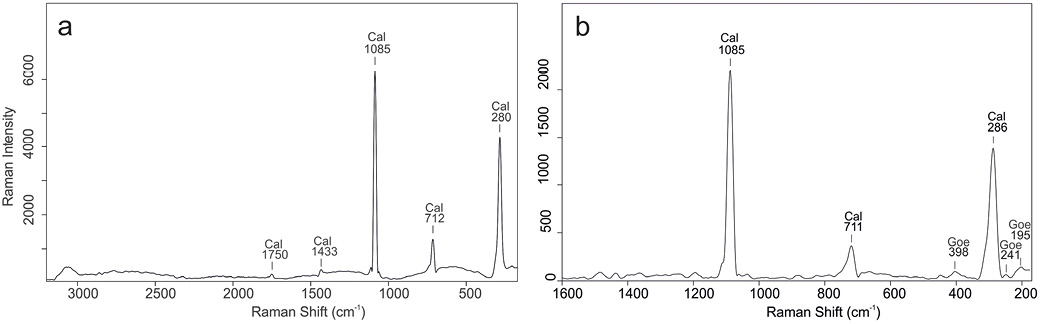 a
Cal
1085
Cal
280
Cal
712
Cal
1433
Cal
1750
6000
4000
2000
Raman Intensity
3000
2500
2000
1500
1000
500
Raman Shift (cm⁻¹)
b
Cal
1085
Cal
286
Cal
711
Goe
195
Goe
398
Goe
241
2000
1500
1000
500
0
1600
1400
1200
1000
800
600
400
200
Raman Shift (cm⁻¹)